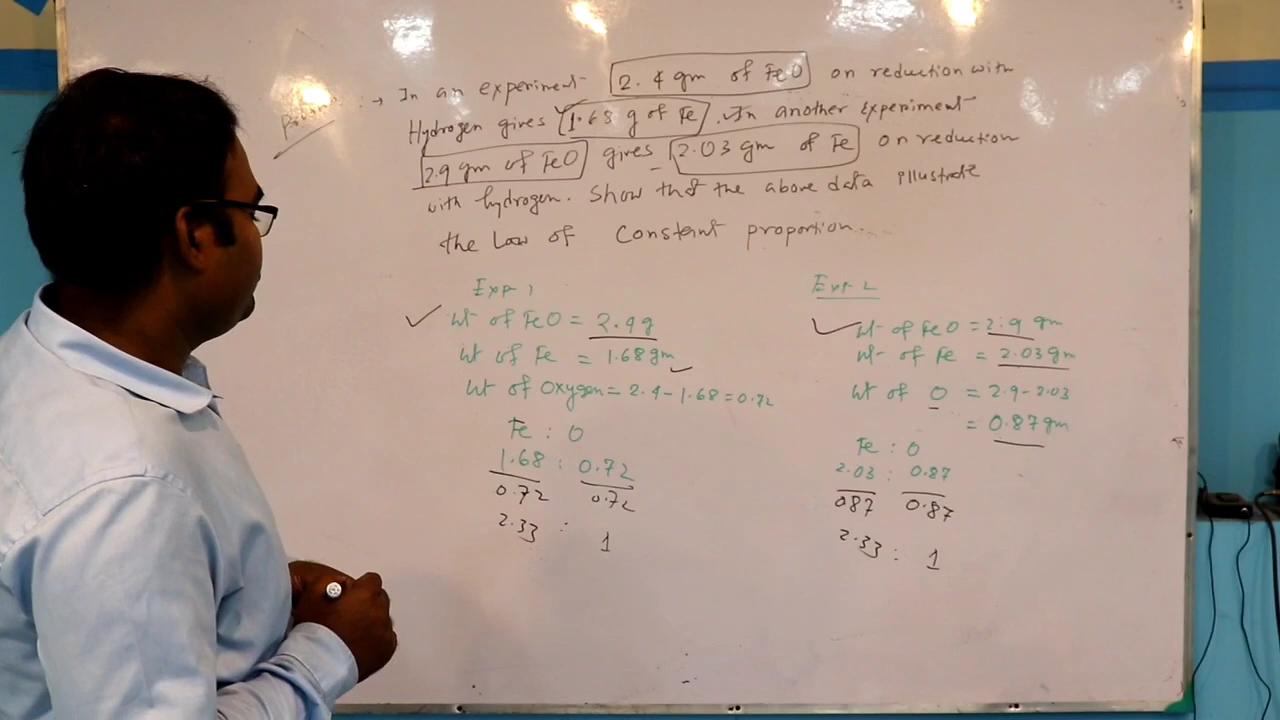 → In an experiment 2.4 gm of FeO on reduction with
Hydrogen gives 1.68 g of Fe. In another experiment
2.9 gm of FeO gives 2.03 gm of Fe on reduction
with hydrogen. Show that the above data illustrate
the Law of Constant proportion.
Exp 1
Wt of FeO = 2.4g
Wt of Fe = 1.68gm
Wt of Oxygen = 2.4 - 1.68 = 0.72
Fe : O
1.68 : 0.72
0.72 0.72
2.33 : 1
Exp 2
Wt of FeO = 2.9 gm
Wt of Fe = 2.03 gm
Wt of O = 2.9 - 2.03
= 0.87 gm
Fe : O
2.03 : 0.87
087 0.87
2.33 : 1